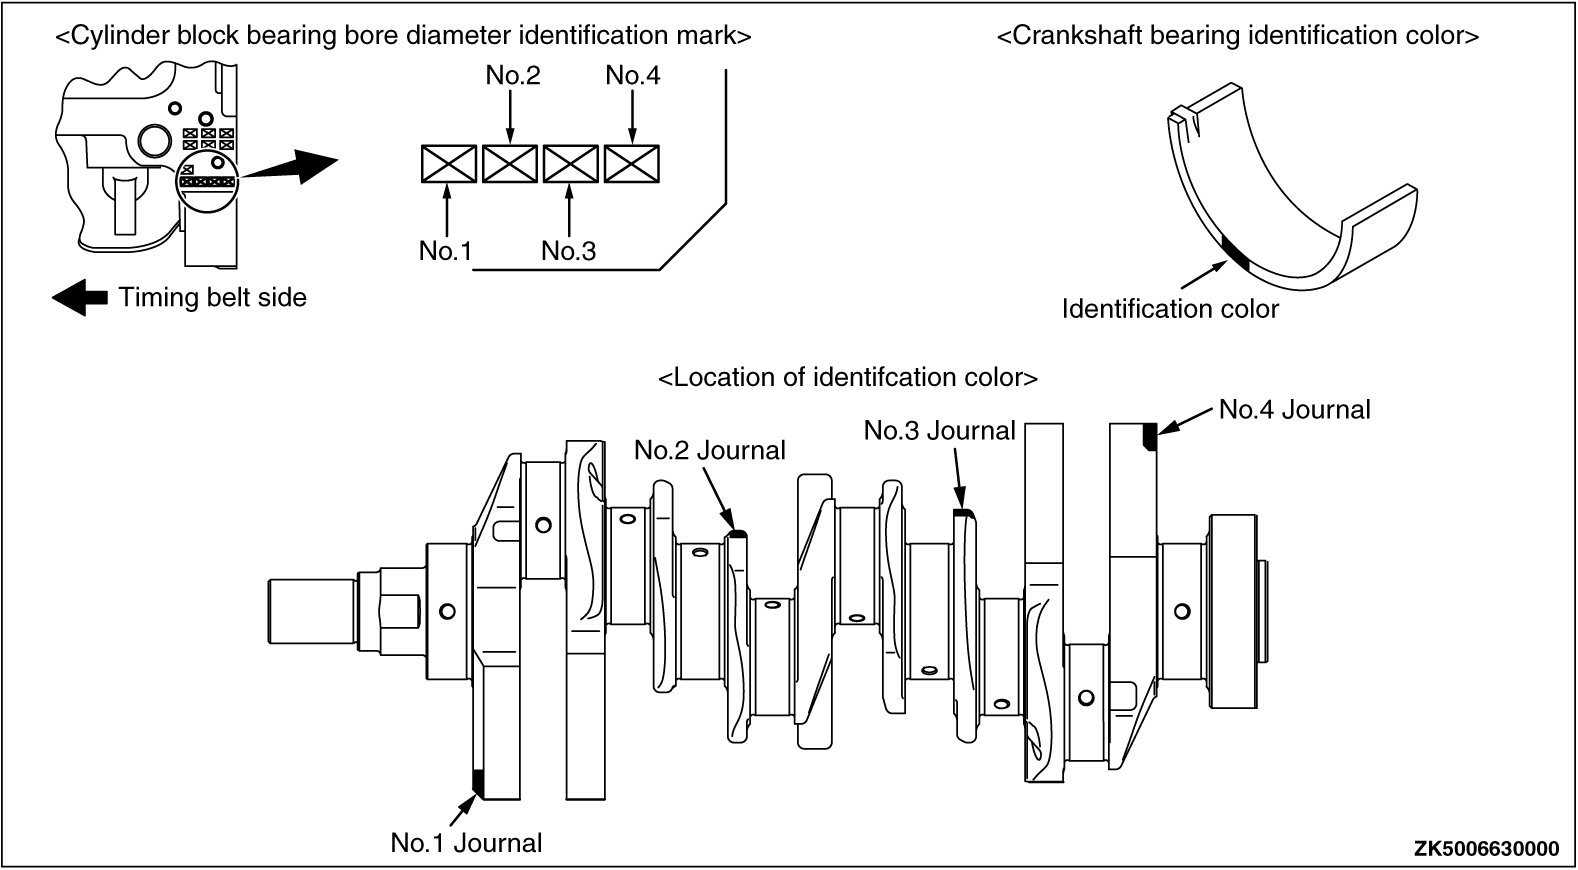 <Cylinder block bearing bore diameter identification mark>
No.2
No.4
No.1
No.3
Timing belt side
<Crankshaft bearing identification color>
Identification color
<Location of identifcation color>
No.4 Journal
No.3 Journal
No.2 Journal
No.1 Journal
ZK5006630000